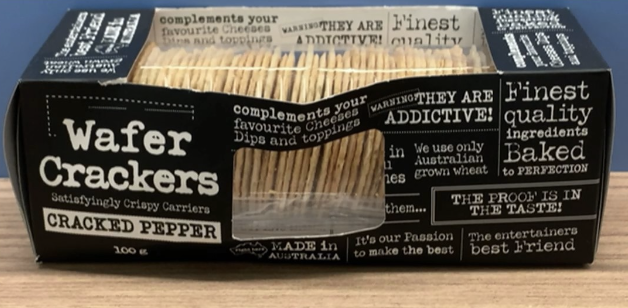 complements your
favourite Cheeses
Dips and toppings
WARNING! THEY ARE
ADDICTIVE!
Finest
quality
Wafer
Crackers
Satisfyingly Crispy Carriers
CRACKED PEPPER
100 g
complements your
favourite Cheeses
Dips and toppings
WARNING! THEY ARE
ADDICTIVE!
Finest
quality
ingredients
Baked
to PERFECTION
in
nes
We use only
Australian
grown wheat
them...
THE PROOF IS IN
THE TASTE!
MADE in
AUSTRALIA
It's our Passion
to make the best
The entertainers
best Friend